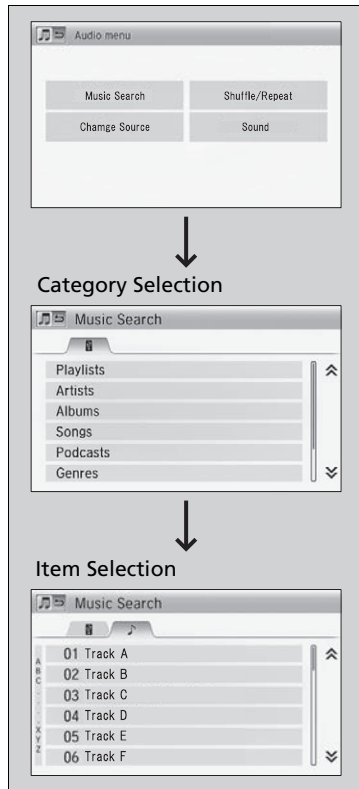 Audio menu
Music Search Shuffle/Repeat
Chamge Source Sound
Category Selection
Music Search
Playlists
Artists
Albums
Songs
Podcasts
Genres
Item Selection
Music Search
A
B
C
01 Track A
02 Track B
03 Track C
04 Track D
05 Track E
06 Track F
X
Y
Z